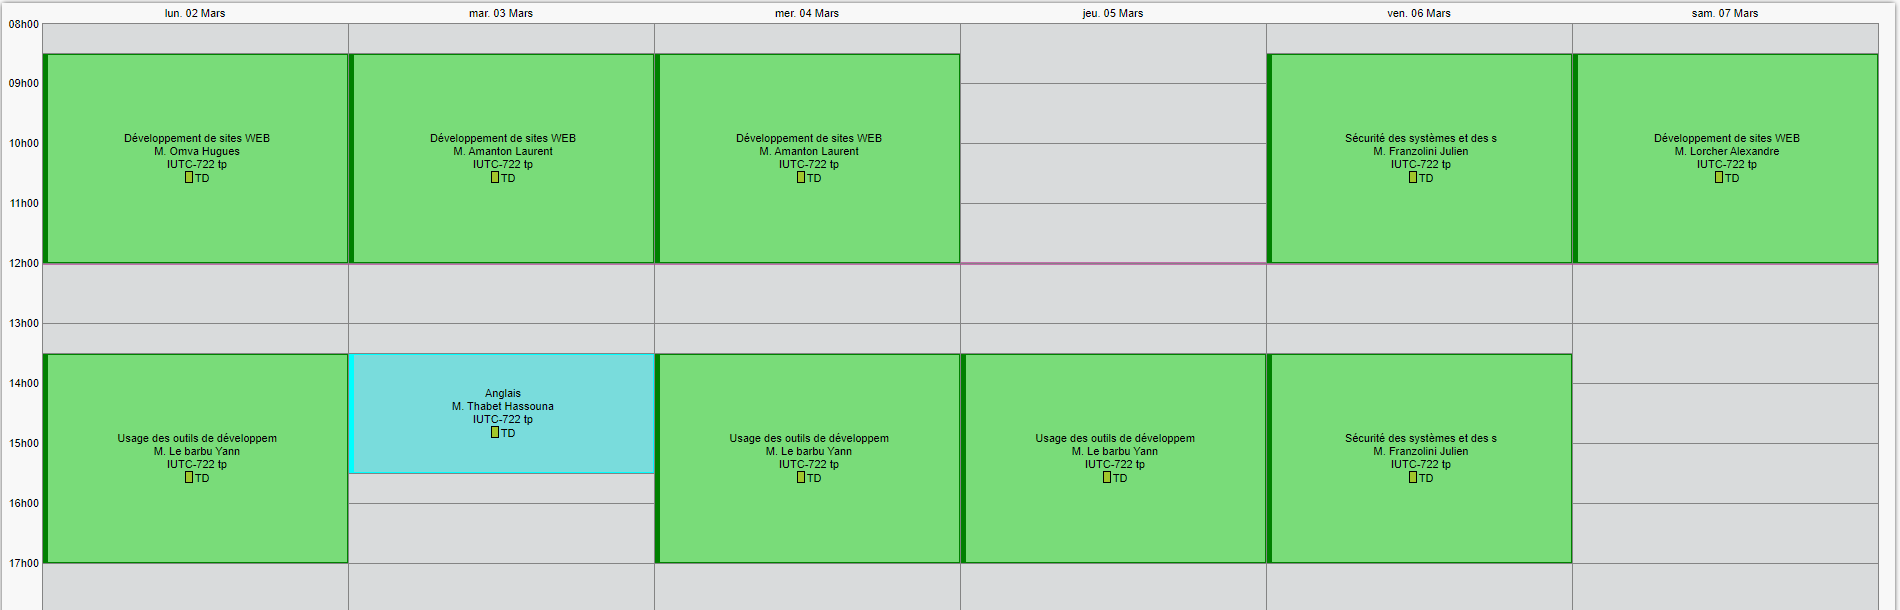 lun. 02 Mars
mar. 03 Mars
mer. 04 Mars
jeu. 05 Mars
ven. 06 Mars
sam. 07 Mars
08h00
09h00
10h00
11h00
12h00
13h00
14h00
15h00
16h00
17h00
Développement de sites WEB
M. Omva Hugues
IUTC-722 tp
TD
Développement de sites WEB
M. Amanton Laurent
IUTC-722 tp
TD
Développement de sites WEB
M. Amanton Laurent
IUTC-722 tp
TD
Sécurité des systèmes et des s
M. Franzolini Julien
IUTC-722 tp
TD
Développement de sites WEB
M. Lorcher Alexandre
IUTC-722 tp
TD
Usage des outils de développem
M. Le barbu Yann
IUTC-722 tp
TD
Anglais
M. Thabet Hassouna
IUTC-722 tp
TD
Usage des outils de développem
M. Le barbu Yann
IUTC-722 tp
TD
Usage des outils de développem
M. Le barbu Yann
IUTC-722 tp
TD
Sécurité des systèmes et des s
M. Franzolini Julien
IUTC-722 tp
TD